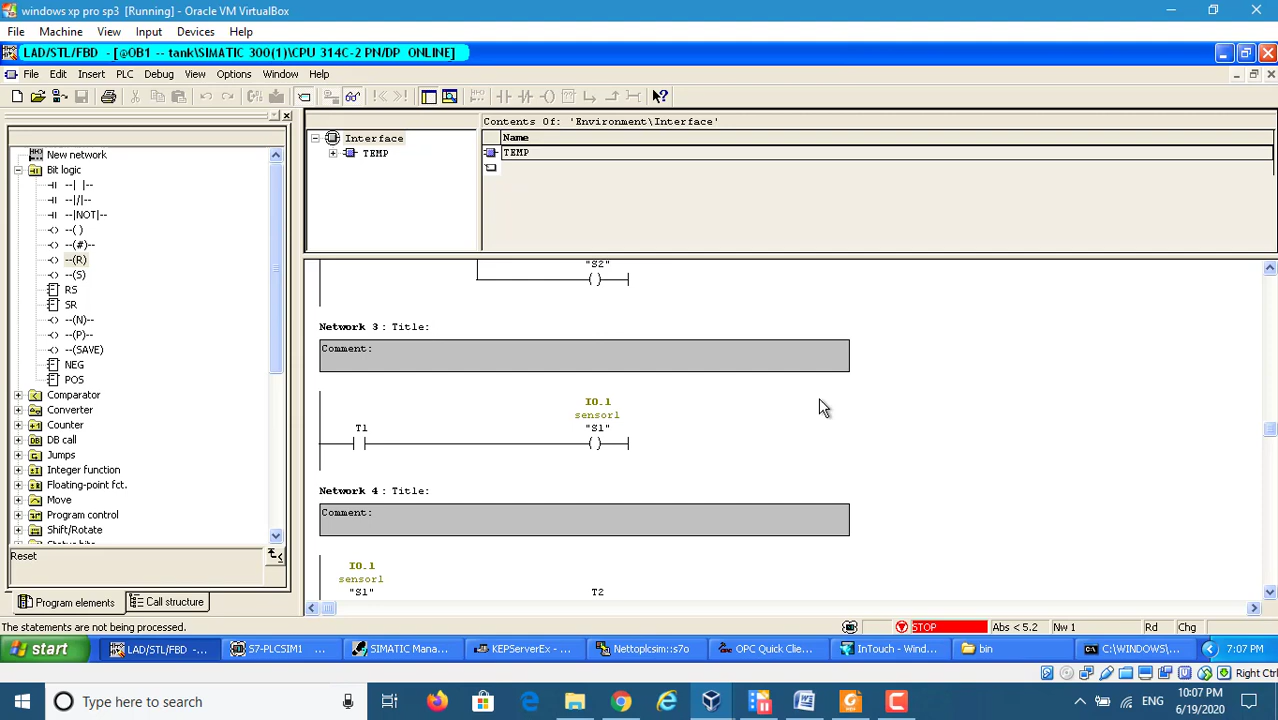 windows xp pro sp3 [Running] - Oracle VM VirtualBox
File Machine View Input Devices Help
LAD/STL/FBD - [@OB1 -- tank\SIMATIC 300(1)\CPU 314C-2 PN/DP ONLINE]
File Edit Insert PLC Debug View Options Window Help
Contents Of: 'Environment\Interface'
Interface
TEMP
Name
TEMP
New network
Bit logic
--| |--
--|/|--
--|NOT|--
--( )
--(#)--
--(R)
--(S)
RS
SR
--(N)--
--(P)--
--(SAVE)
NEG
POS
Comparator
Converter
Counter
DB call
Jumps
Integer function
Floating-point fct.
Move
Program control
Shift/Rotate
Status bits
Reset
Program elements Call structure
"S2"
Network 3 : Title:
Comment:
I0.1
sensor1
T1 "S1"
Network 4 : Title:
Comment:
I0.1
sensor1
"S1" T2
The statements are not being processed. STOP Abs < 5.2 Nw 1 Rd Chg
start LAD/STL/FBD -... S7-PLCSIM1 SIMATIC Mana... KEPServerEx -... Nettoplcsim::s7o OPC Quick Clie... InTouch - Wind... bin C:\WINDOWS\... 7:07 PM
Right Ctrl
Type here to search ENG 10:07 PM
6/19/2020